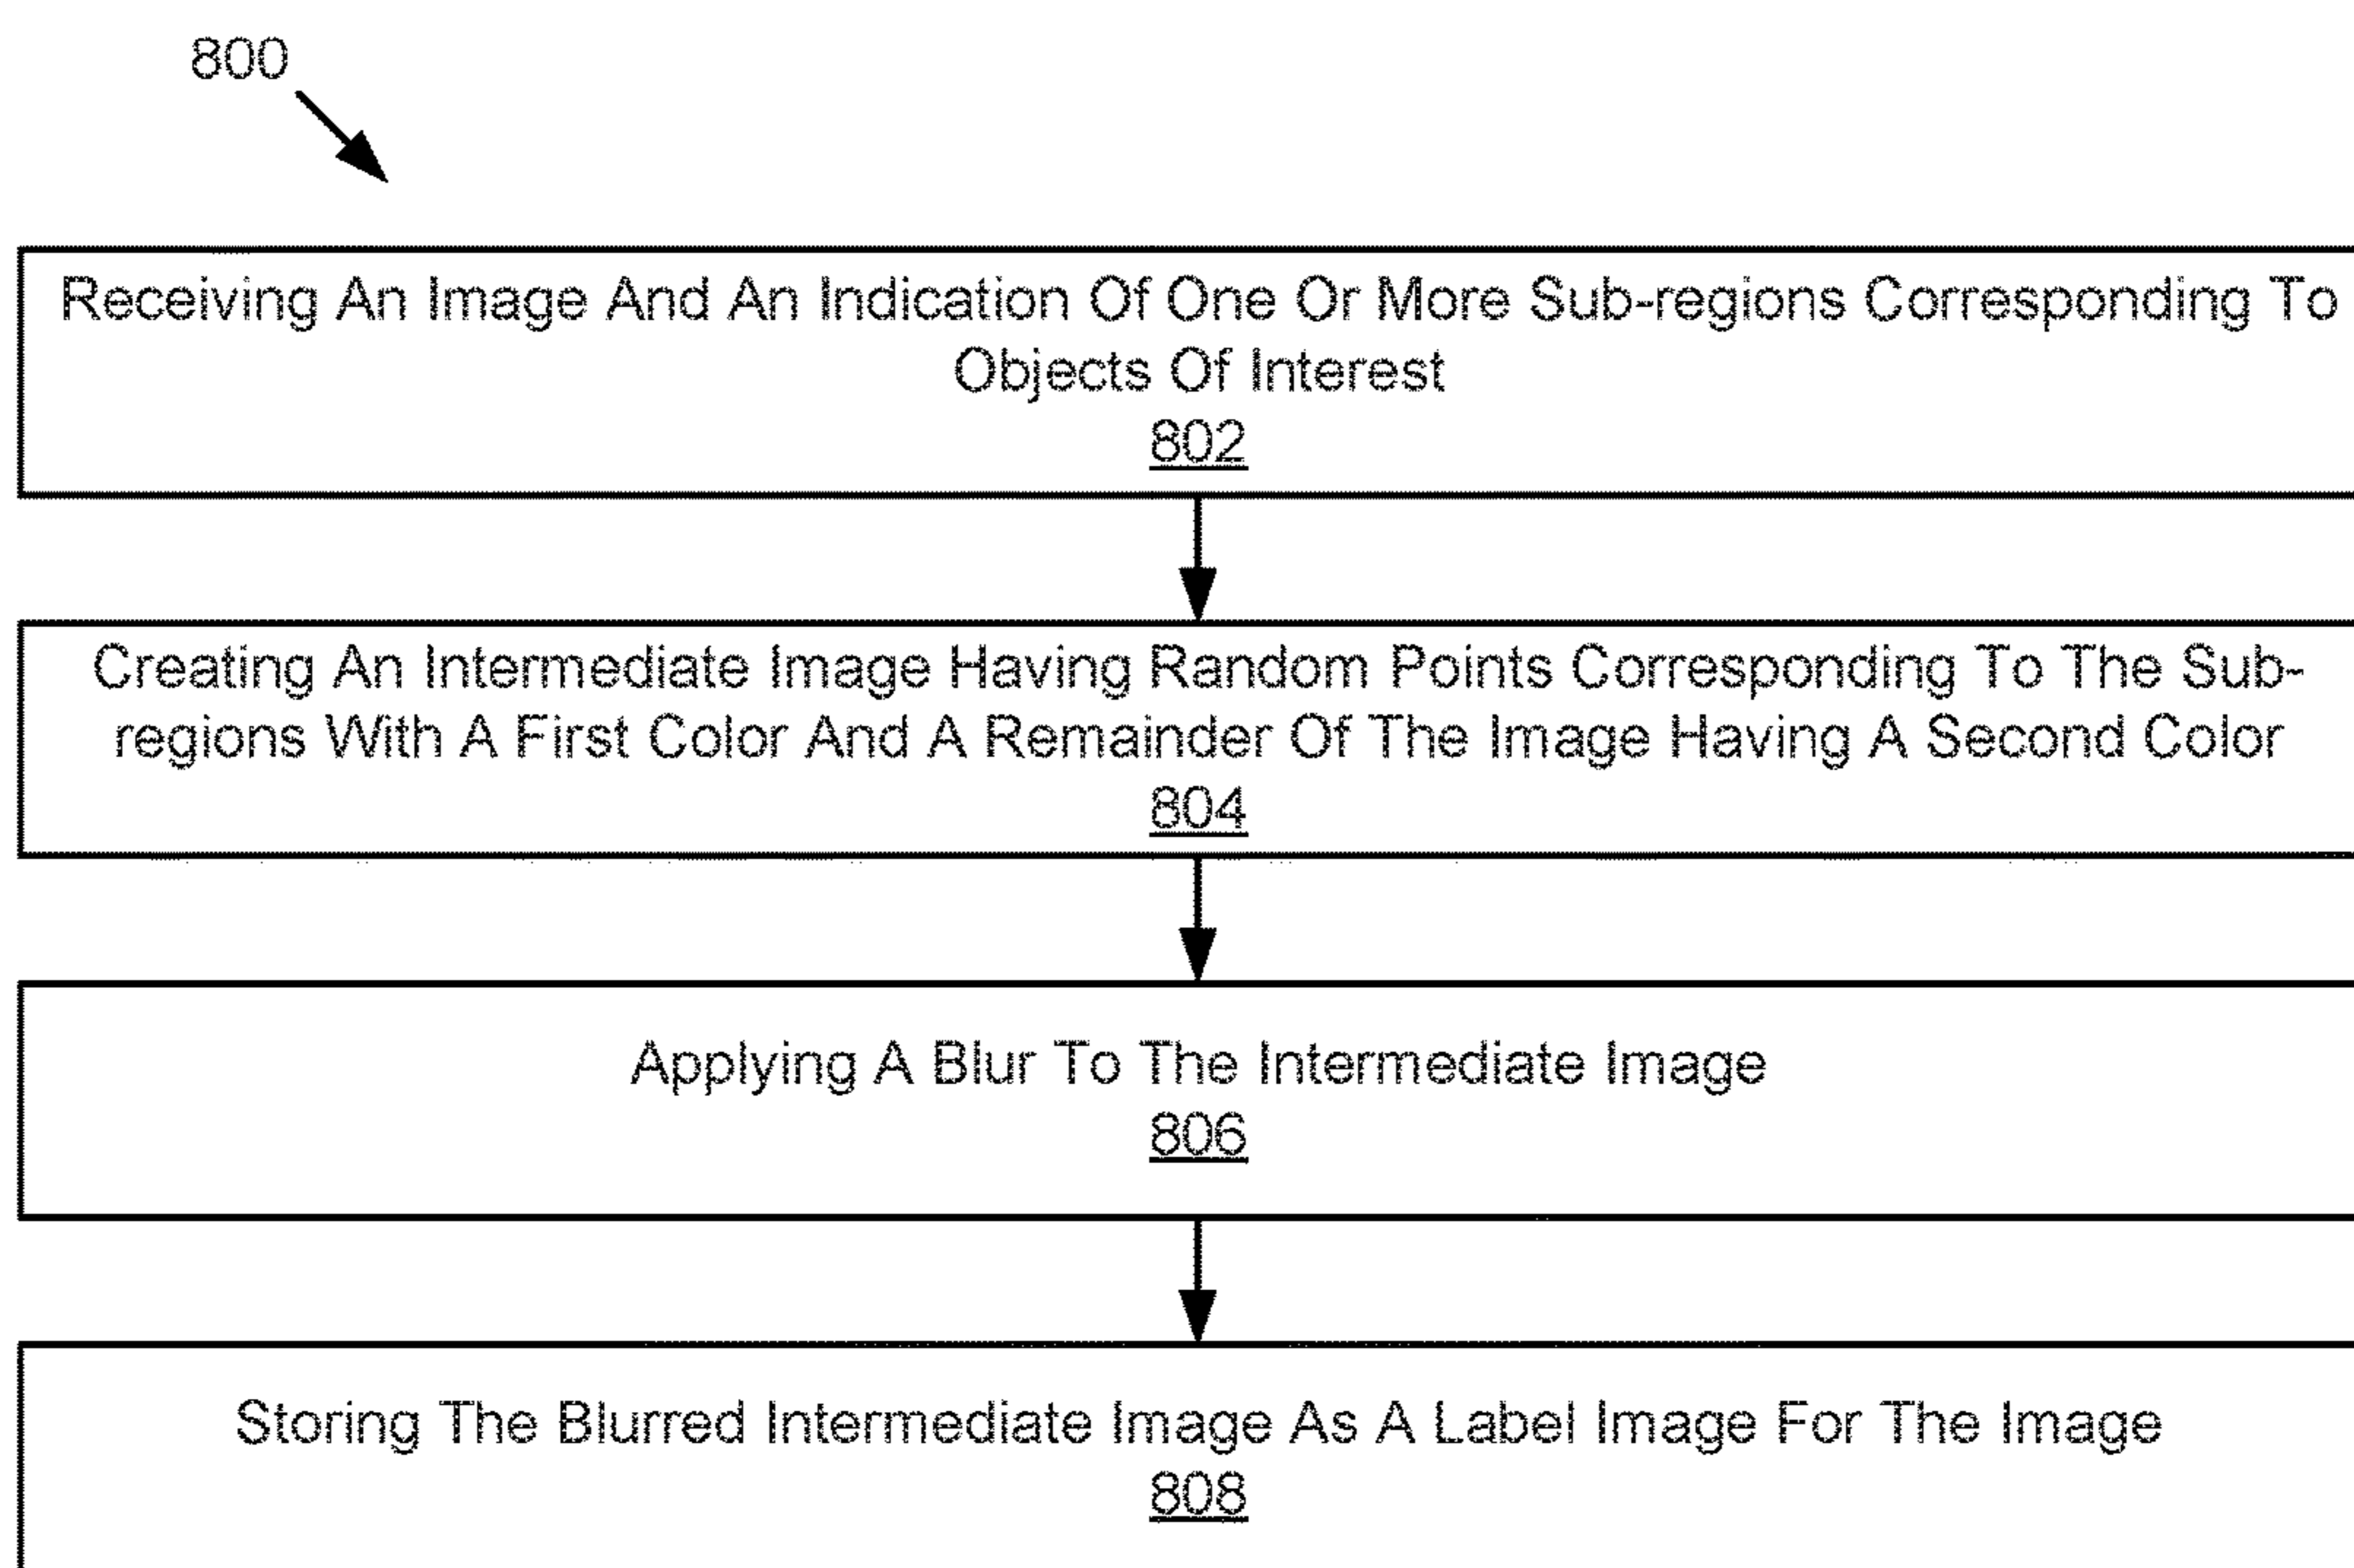 800
Receiving An Image And An Indication Of One Or More Sub-regions Corresponding To
Objects Of Interest
802
Creating An Intermediate Image Having Random Points Corresponding To The Sub-
regions With A First Color And A Remainder Of The Image Having A Second Color
804
Applying A Blur To The Intermediate Image
806
Storing The Blurred Intermediate Image As A Label Image For The Image
808